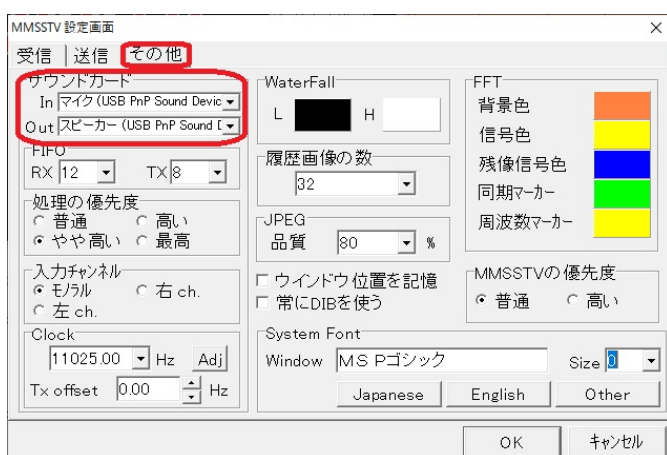 MMSSTV 設定画面
受信 送信 その他
サウンドカード
In マイク (USB PnP Sound Devic
Out スピーカー (USB PnP Sound D
FIFO
RX 12 TX 8
処理の優先度
普通 高い
やや高い 最高
入力チャンネル
モノラル 右 ch.
左 ch.
Clock
11025.00 Hz Adj
Tx offset 0.00 Hz
WaterFall
L H
履歴画像の数
32
JPEG
品質 80 %
ウインドウ位置を記憶
常にDIBを使う
FFT
背景色
信号色
残像信号色
同期マーカー
周波数マーカー
MMSSTVの優先度
普通 高い
System Font
Window MS Pゴシック Size 0
Japanese English Other
OK キャンセル